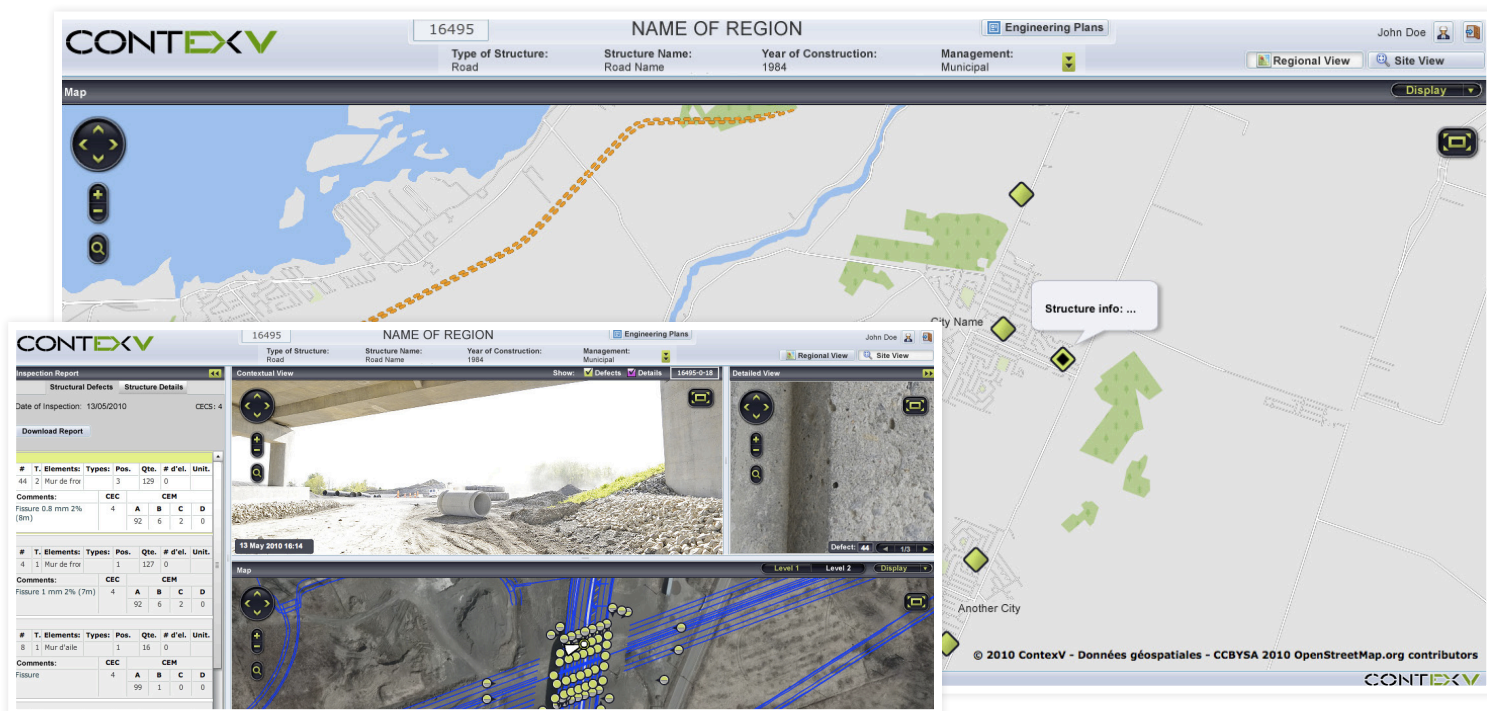 CONTEXV
16495
NAME OF REGION
Engineering Plans
John Doe
Type of Structure:
Road
Structure Name:
Road Name
Year of Construction:
1984
Management:
Municipal
Regional View
Site View
Map
Display
City Name
Structure info: ...
Another City
© 2010 ContexV - Données géospatiales - CCBYSA 2010 OpenStreetMap.org contributors
CONTEXV
CONTEXV
16495
NAME OF REGION
Engineering Plans
John Doe
Type of Structure:
Road
Structure Name:
Road Name
Year of Construction:
1984
Management:
Municipal
Regional View
Site View
Inspection Report
Structural Defects Structure Details
Date of Inspection: 13/05/2010 CECS: 4
Download Report
# T. Elements: Types: Pos. Qte. # d'el. Unit.
44 2 Mur de fror 3 129 0
Comments: CEC CEM
Fissure 0.8 mm 2% 4 A B C D
(8m) 92 6 2 0
# T. Elements: Types: Pos. Qte. # d'el. Unit.
4 1 Mur de fror 1 127 0
Comments: CEC CEM
Fissure 1 mm 2% (7m) 4 A B C D
92 6 2 0
# T. Elements: Types: Pos. Qte. # d'el. Unit.
8 1 Mur d'aile 1 16 0
Comments: CEC CEM
Fissure 4 A B C D
99 1 0 0
Contextual View
Show: Defects Details 16495-0-18
13 May 2010 16:14
Detailed View
Defect: 44 1/3
Map
Level 1 Level 2 Display